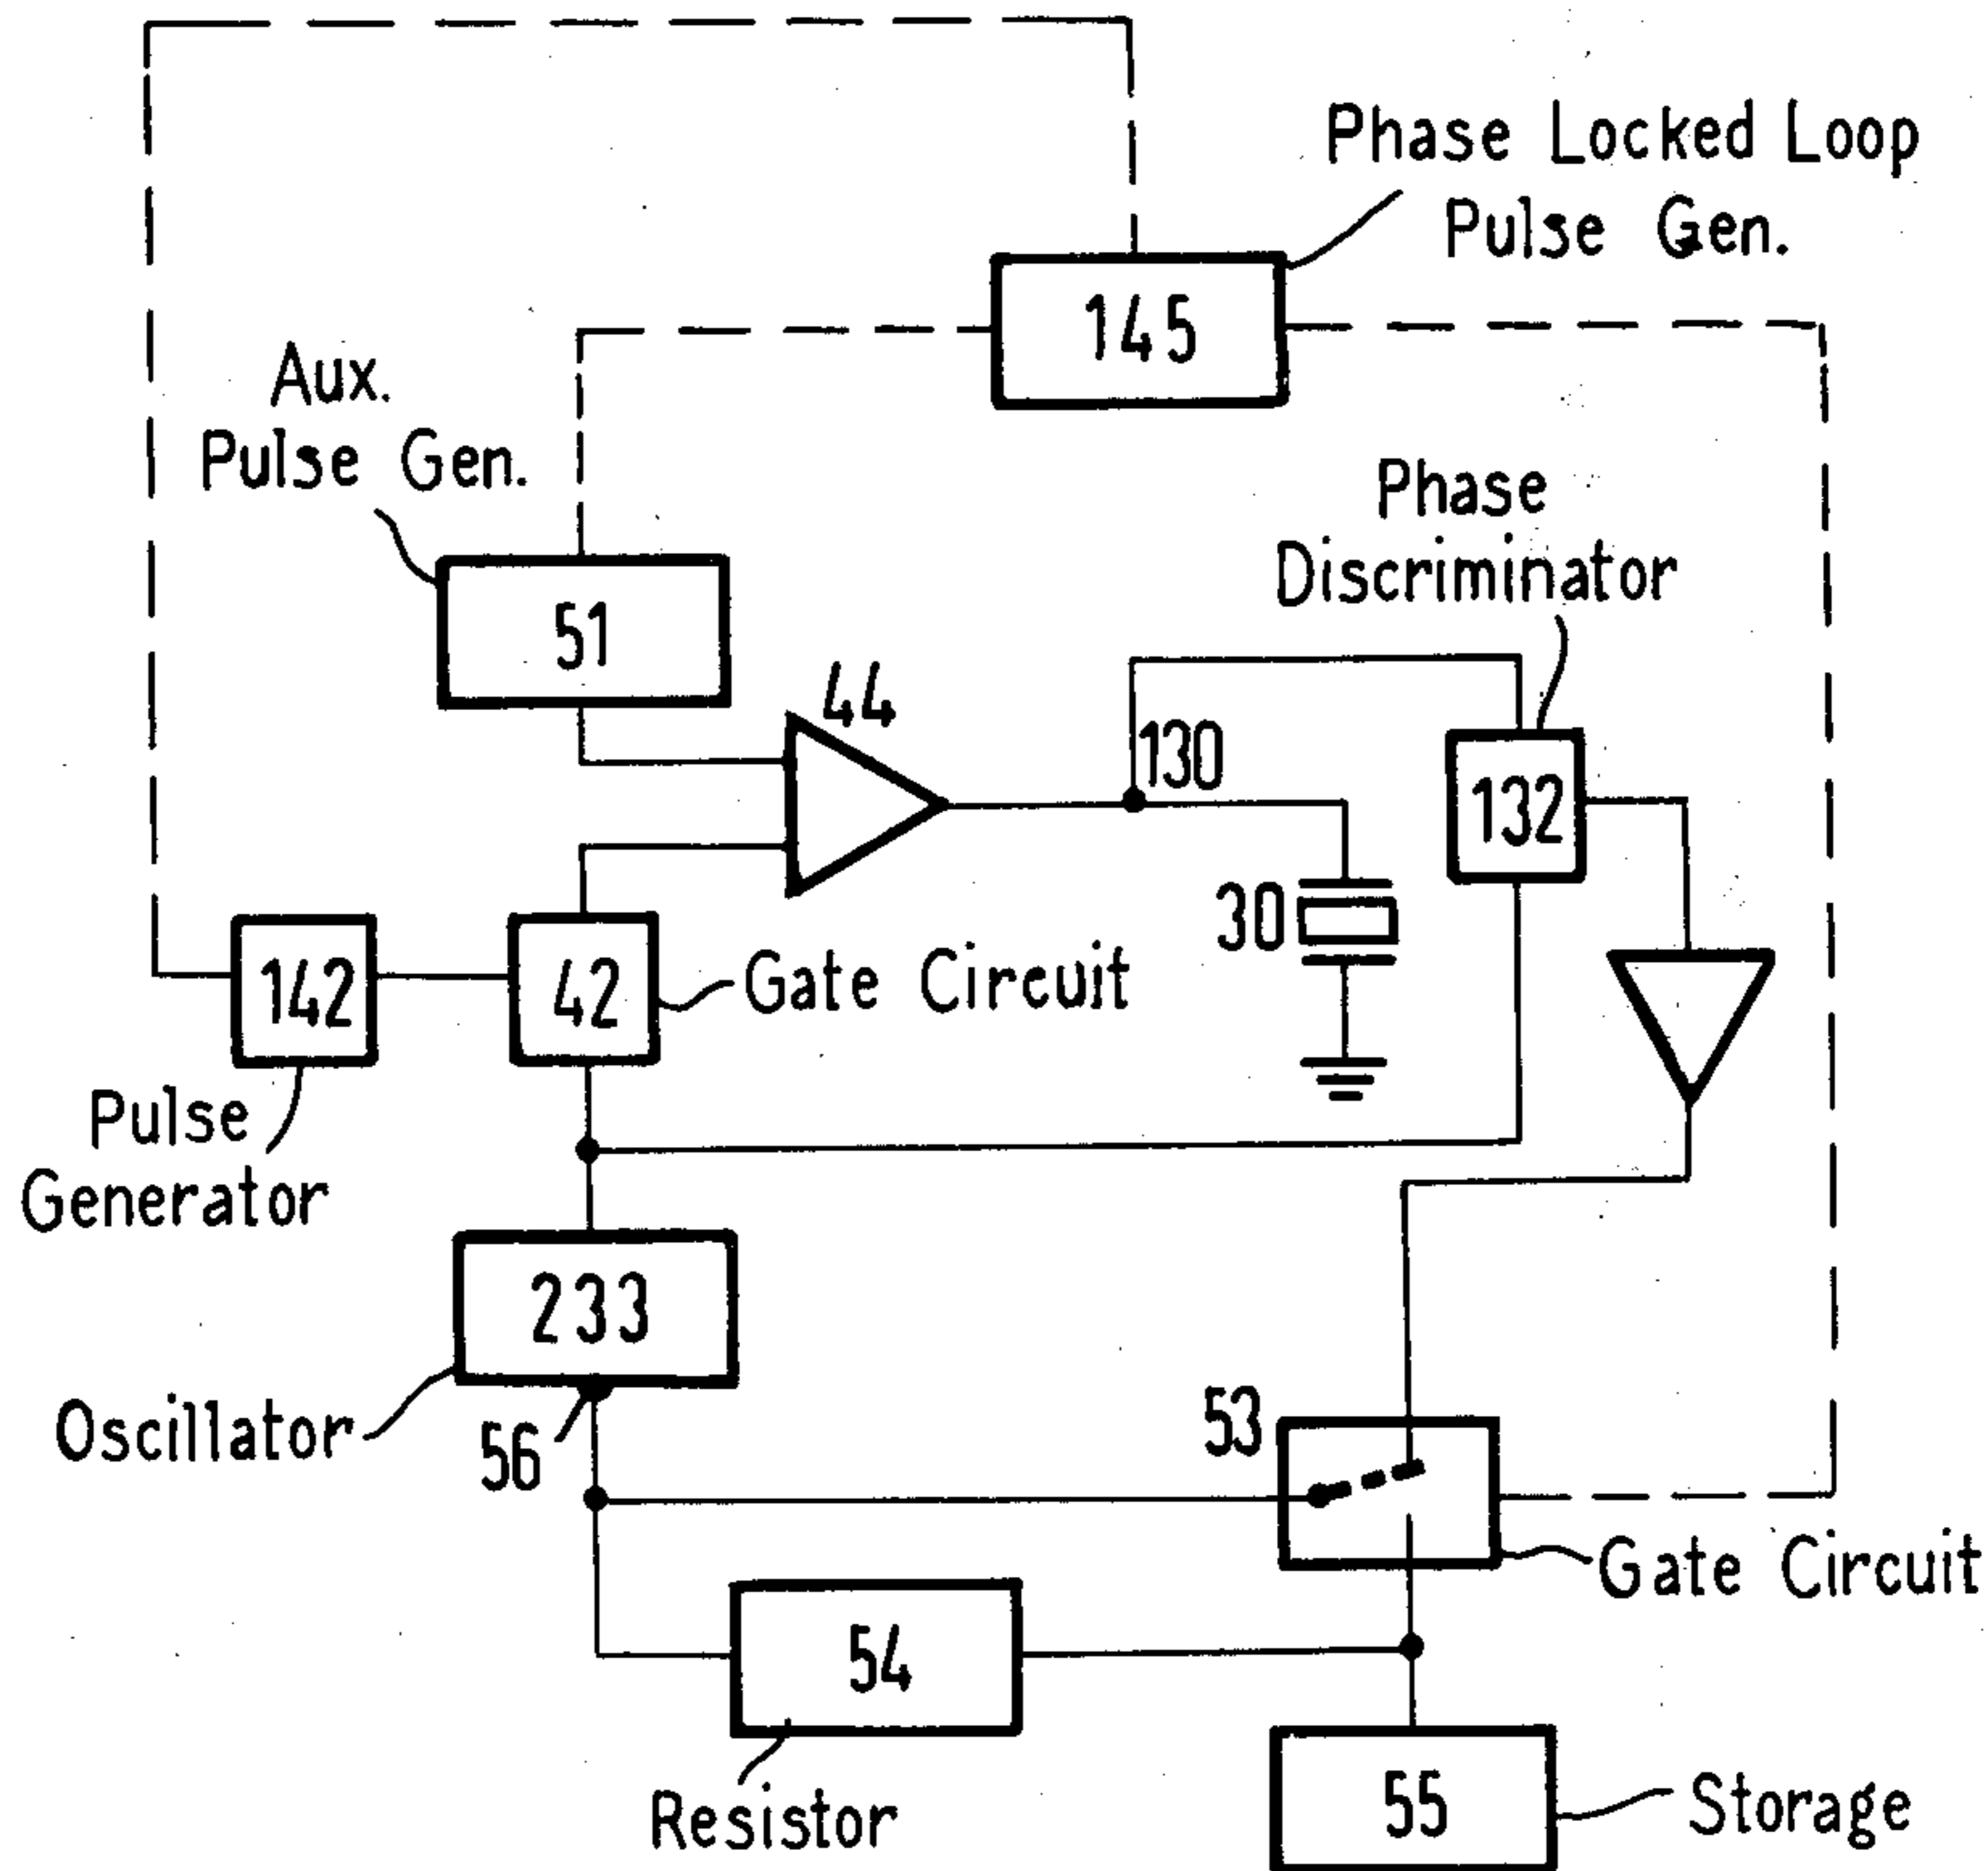 Phase Locked Loop
Pulse Gen.
145
Aux.
Pulse Gen.
51
Phase
Discriminator
44
130
132
30
142
42
Gate Circuit
Pulse
Generator
233
Oscillator
56
53
Gate Circuit
54
Resistor
55
Storage